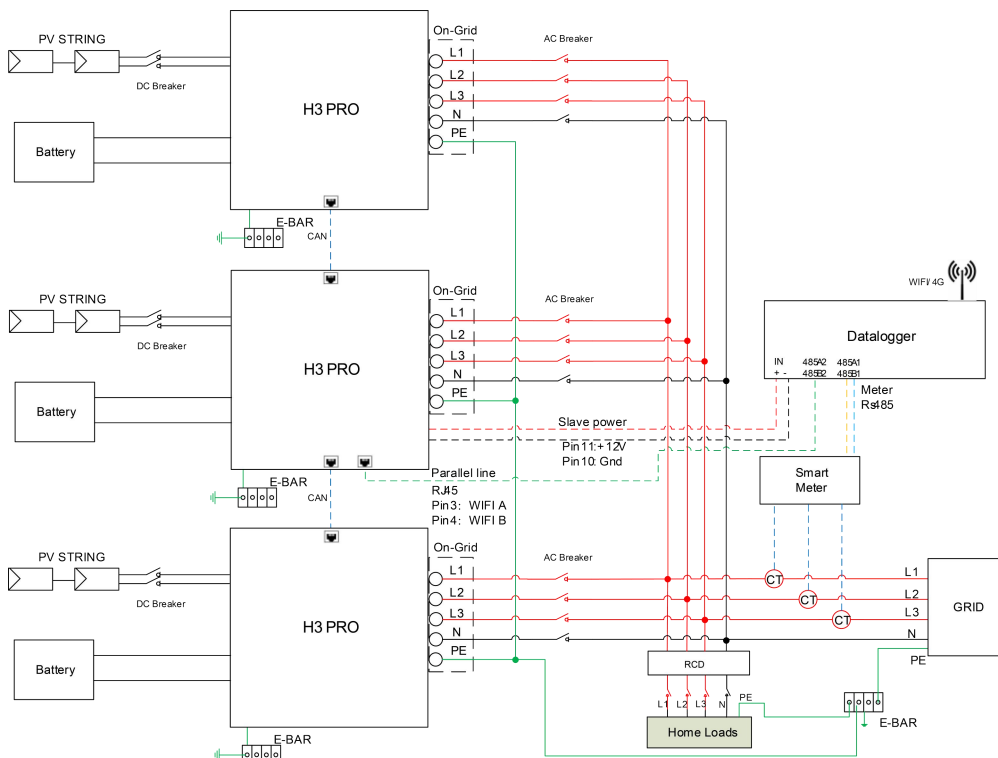 PV STRING
On-Grid
AC Breaker
L1
L2
L3
N
PE
DC Breaker
H3 PRO
Battery
E-BAR
CAN
WIFI/ 4G
PV STRING
On-Grid
AC Breaker
L1
L2
L3
N
PE
DC Breaker
H3 PRO
Battery
Datalogger
IN 485A2 485A1
+ - 485B2 485B1
Meter
Rs485
Slave power
Pin11:+12V
Pin10: Gnd
Smart
Meter
Parallel line
RJ45
Pin3: WIFI A
Pin4: WIFI B
E-BAR
CAN
PV STRING
On-Grid
AC Breaker
L1
L2
L3
N
PE
DC Breaker
H3 PRO
Battery
CT
CT
CT
L1
L2
L3
N
PE
GRID
RCD
L1 L2 L3 N PE
Home Loads
E-BAR
E-BAR